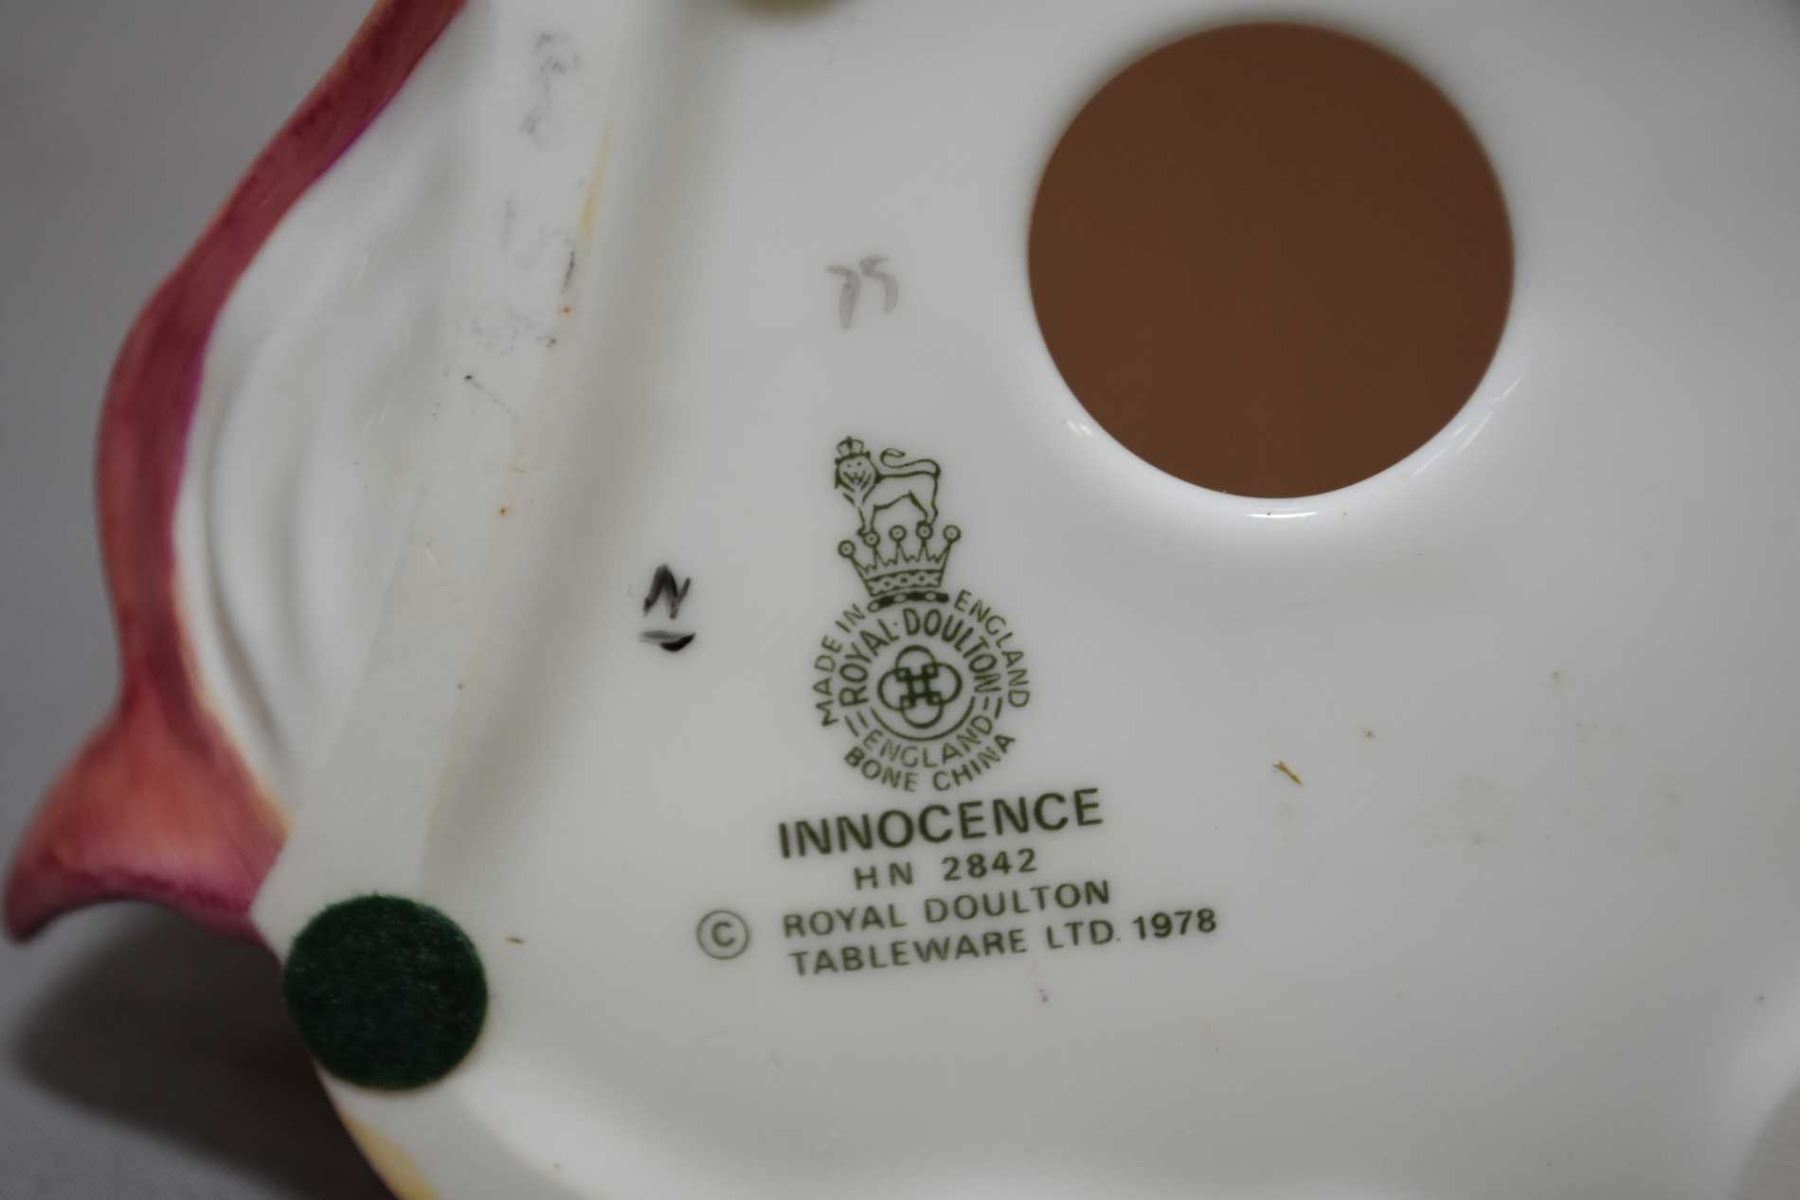 75
N
MADE IN ENGLAND
ROYAL DOULTON
ENGLAND
BONE CHINA
INNOCENCE
HN 2842
© ROYAL DOULTON
TABLEWARE LTD. 1978